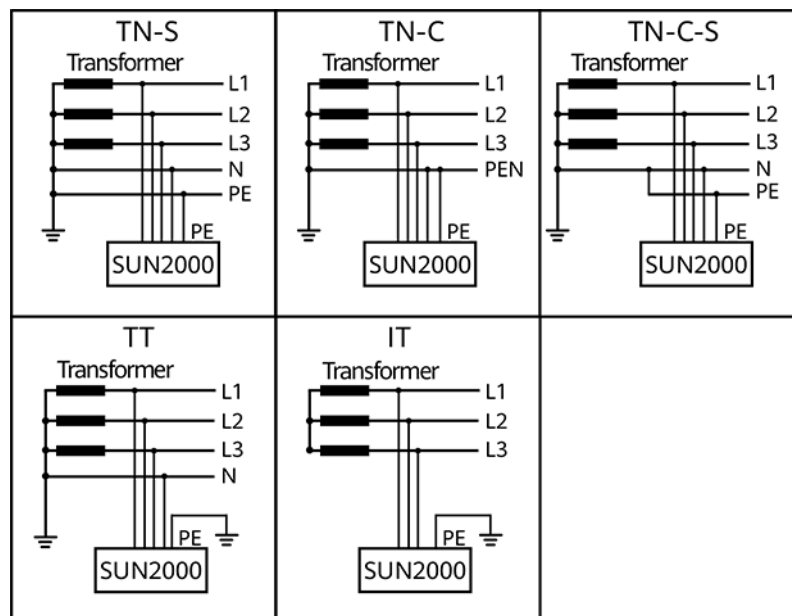 TN-S
Transformer
L1
L2
L3
N
PE
PE
SUN2000
TN-C
Transformer
L1
L2
L3
PEN
PE
SUN2000
TN-C-S
Transformer
L1
L2
L3
N
PE
PE
SUN2000
TT
Transformer
L1
L2
L3
N
PE
SUN2000
IT
Transformer
L1
L2
L3
PE
SUN2000